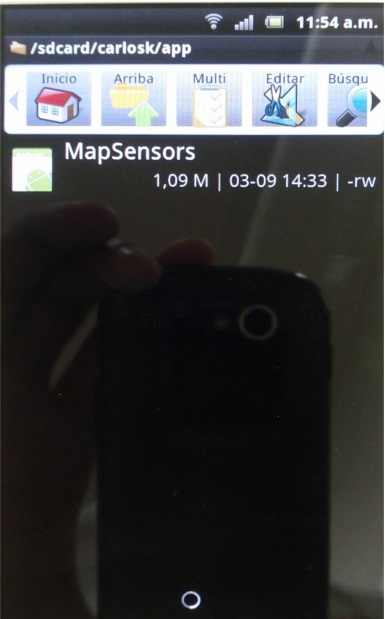 11:54 a.m.
/sdcard/carlosk/app
Inicio Arriba Multi Editar Búsqu
MapSensors
1,09 M | 03-09 14:33 | -rw